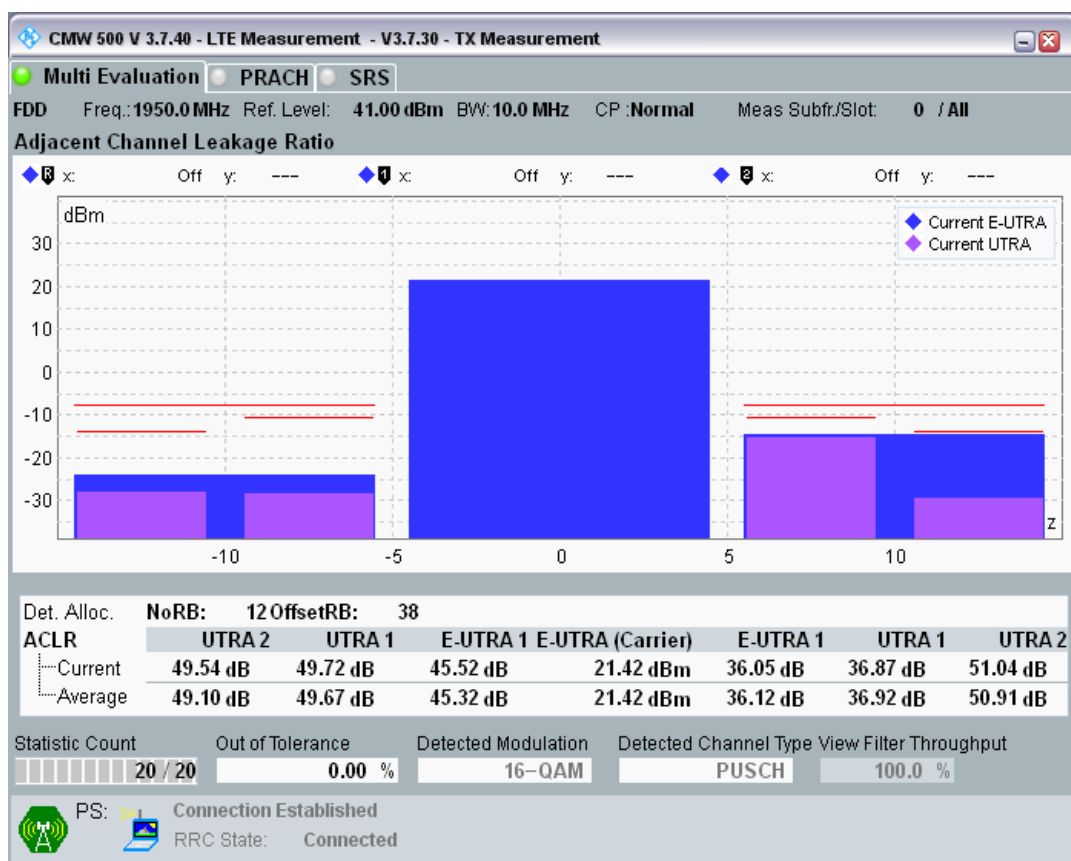 CMW 500 V 3.7.40 - LTE Measurement - V3.7.30 - TX Measurement
Multi Evaluation PRACH SRS
FDD Freq.: 1950.0 MHz Ref. Level: 41.00 dBm BW: 10.0 MHz CP :Normal Meas Subfr./Slot: 0 / All
Adjacent Channel Leakage Ratio
R x: Off y: --- 1 x: Off y: --- 2 x: Off y: ---
dBm
Current E-UTRA
Current UTRA
30
20
10
0
-10
-20
-30
z
-10 -5 0 5 10
Det. Alloc. NoRB: 12 OffsetRB: 38
ACLR UTRA 2 UTRA 1 E-UTRA 1 E-UTRA (Carrier) E-UTRA 1 UTRA 1 UTRA 2
Current 49.54 dB 49.72 dB 45.52 dB 21.42 dBm 36.05 dB 36.87 dB 51.04 dB
Average 49.10 dB 49.67 dB 45.32 dB 21.42 dBm 36.12 dB 36.92 dB 50.91 dB
Statistic Count Out of Tolerance Detected Modulation Detected Channel Type View Filter Throughput
20 / 20 0.00 % 16-QAM PUSCH 100.0 %
PS: Connection Established
RRC State: Connected